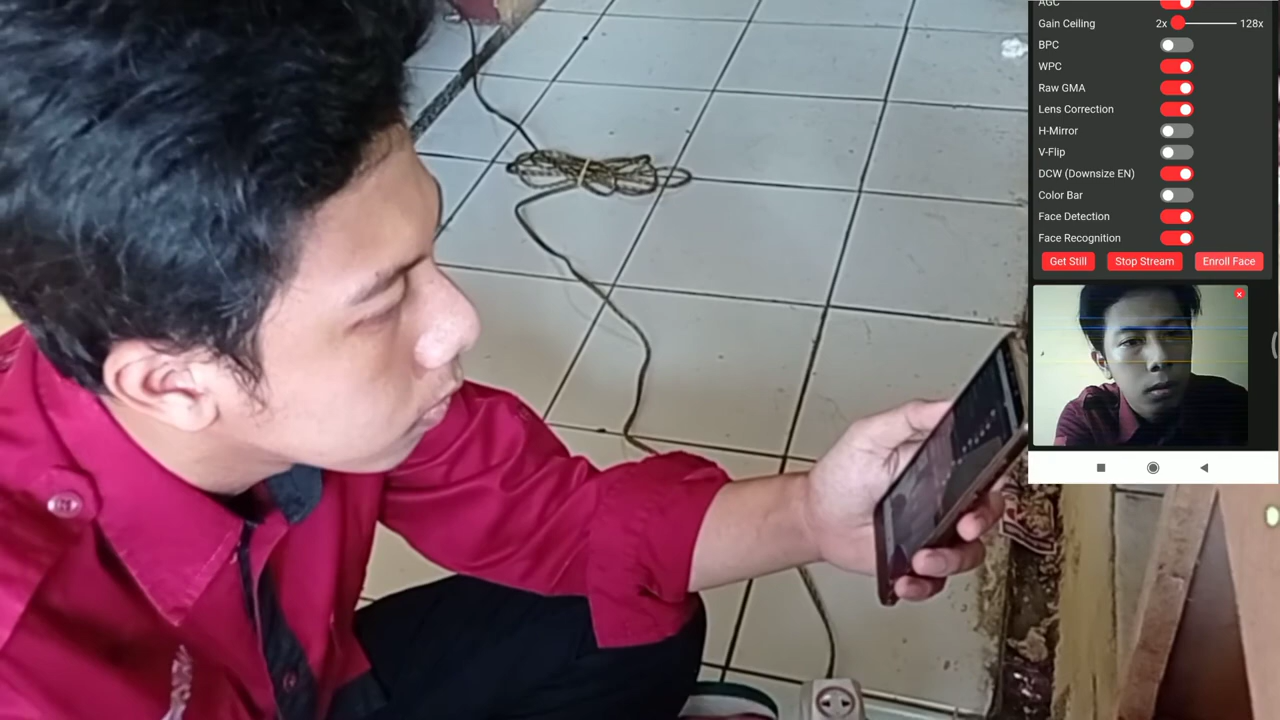 AGC
Gain Ceiling 2x 128x
BPC
WPC
Raw GMA
Lens Correction
H-Mirror
V-Flip
DCW (Downsize EN)
Color Bar
Face Detection
Face Recognition
Get Still Stop Stream Enroll Face